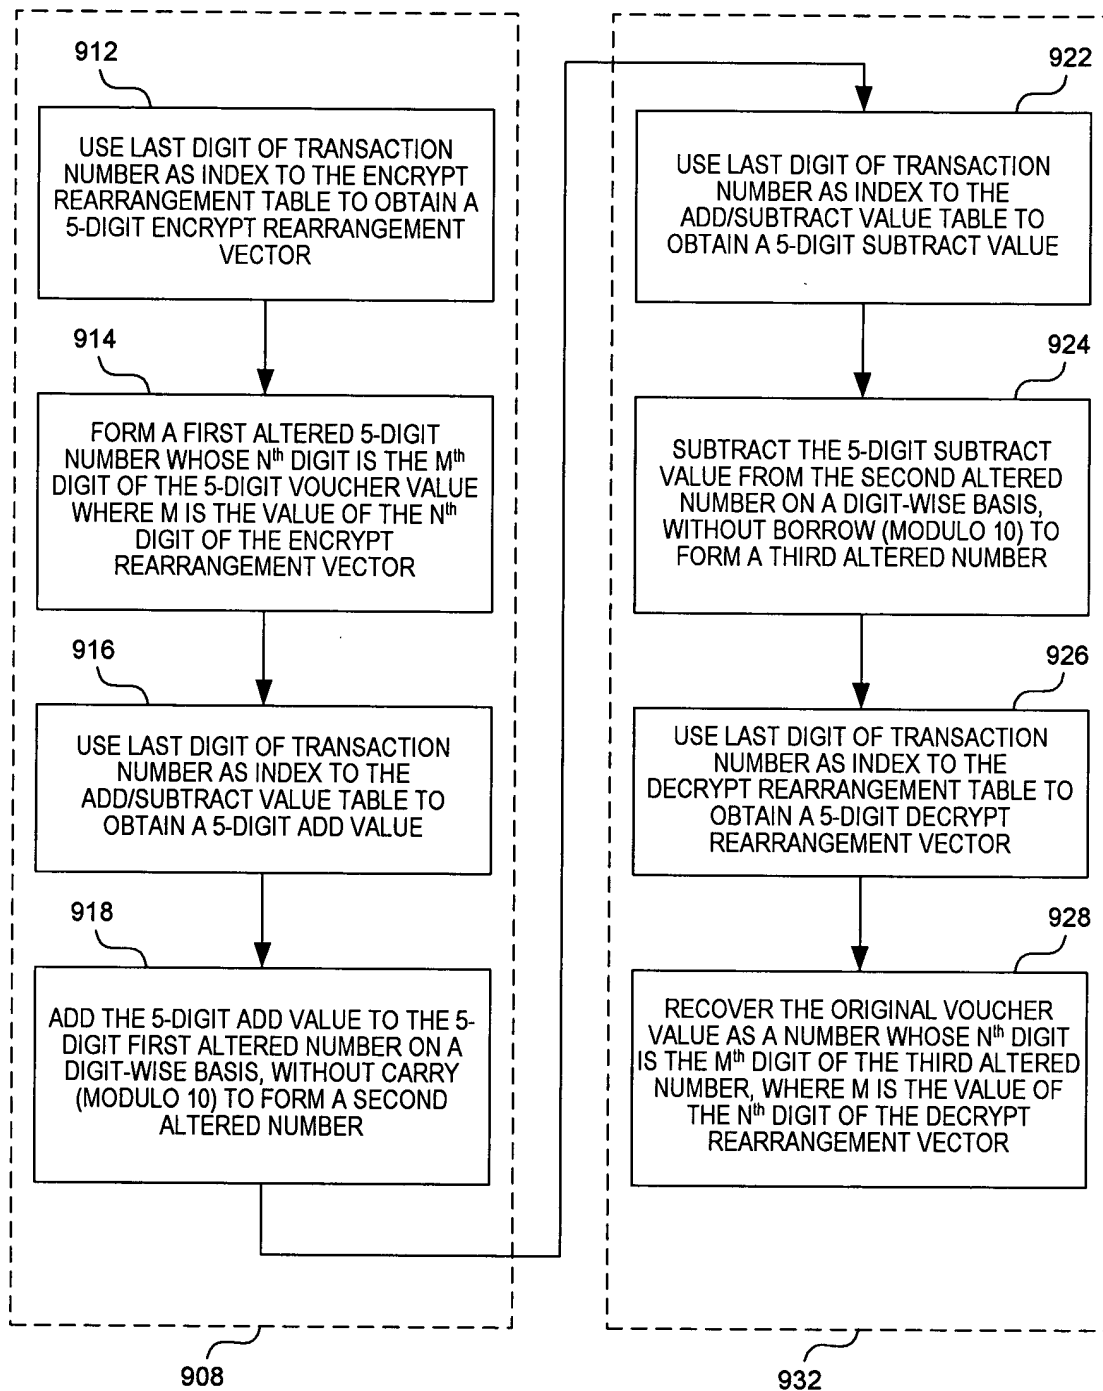 912
USE LAST DIGIT OF TRANSACTION
NUMBER AS INDEX TO THE ENCRYPT
REARRANGEMENT TABLE TO OBTAIN A
5-DIGIT ENCRYPT REARRANGEMENT
VECTOR
914
FORM A FIRST ALTERED 5-DIGIT
NUMBER WHOSE Nth DIGIT IS THE Mth
DIGIT OF THE 5-DIGIT VOUCHER VALUE
WHERE M IS THE VALUE OF THE Nth
DIGIT OF THE ENCRYPT
REARRANGEMENT VECTOR
916
USE LAST DIGIT OF TRANSACTION
NUMBER AS INDEX TO THE
ADD/SUBTRACT VALUE TABLE TO
OBTAIN A 5-DIGIT ADD VALUE
918
ADD THE 5-DIGIT ADD VALUE TO THE 5-
DIGIT FIRST ALTERED NUMBER ON A
DIGIT-WISE BASIS, WITHOUT CARRY
(MODULO 10) TO FORM A SECOND
ALTERED NUMBER
908
922
USE LAST DIGIT OF TRANSACTION
NUMBER AS INDEX TO THE
ADD/SUBTRACT VALUE TABLE TO
OBTAIN A 5-DIGIT SUBTRACT VALUE
924
SUBTRACT THE 5-DIGIT SUBTRACT
VALUE FROM THE SECOND ALTERED
NUMBER ON A DIGIT-WISE BASIS,
WITHOUT BORROW (MODULO 10) TO
FORM A THIRD ALTERED NUMBER
926
USE LAST DIGIT OF TRANSACTION
NUMBER AS INDEX TO THE
DECRYPT REARRANGEMENT TABLE TO
OBTAIN A 5-DIGIT DECRYPT
REARRANGEMENT VECTOR
928
RECOVER THE ORIGINAL VOUCHER
VALUE AS A NUMBER WHOSE Nth DIGIT
IS THE Mth DIGIT OF THE THIRD ALTERED
NUMBER, WHERE M IS THE VALUE OF
THE Nth DIGIT OF THE DECRYPT
REARRANGEMENT VECTOR
932